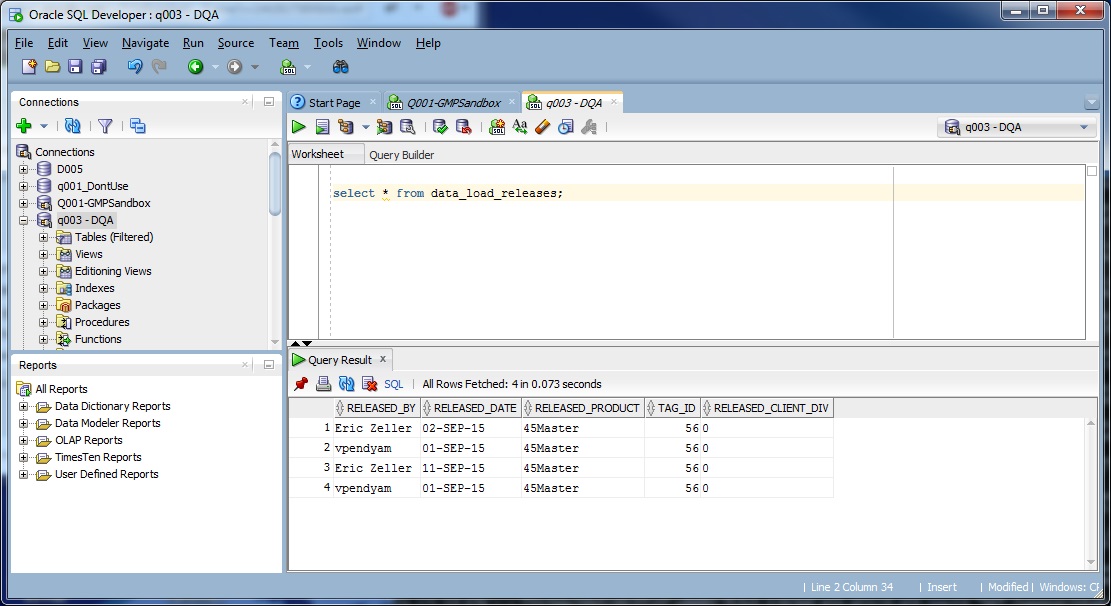 Oracle SQL Developer : q003 - DQA
File Edit View Navigate Run Source Team Tools Window Help
Connections
Connections
D005
q001_DontUse
Q001-GMPSandbox
q003 - DQA
Tables (Filtered)
Views
Editioning Views
Indexes
Packages
Procedures
Functions
Reports
All Reports
Data Dictionary Reports
Data Modeler Reports
OLAP Reports
TimesTen Reports
User Defined Reports
Start Page Q001-GMPSandbox q003 - DQA
q003 - DQA
Worksheet Query Builder
select * from data_load_releases;
Query Result
SQL All Rows Fetched: 4 in 0.073 seconds
RELEASED_BY RELEASED_DATE RELEASED_PRODUCT TAG_ID RELEASED_CLIENT_DIV
1 Eric Zeller 02-SEP-15 45Master 56 0
2 vpendyam 01-SEP-15 45Master 56 0
3 Eric Zeller 11-SEP-15 45Master 56 0
4 vpendyam 01-SEP-15 45Master 56 0
Line 2 Column 34 | Insert | Modified | Windows: